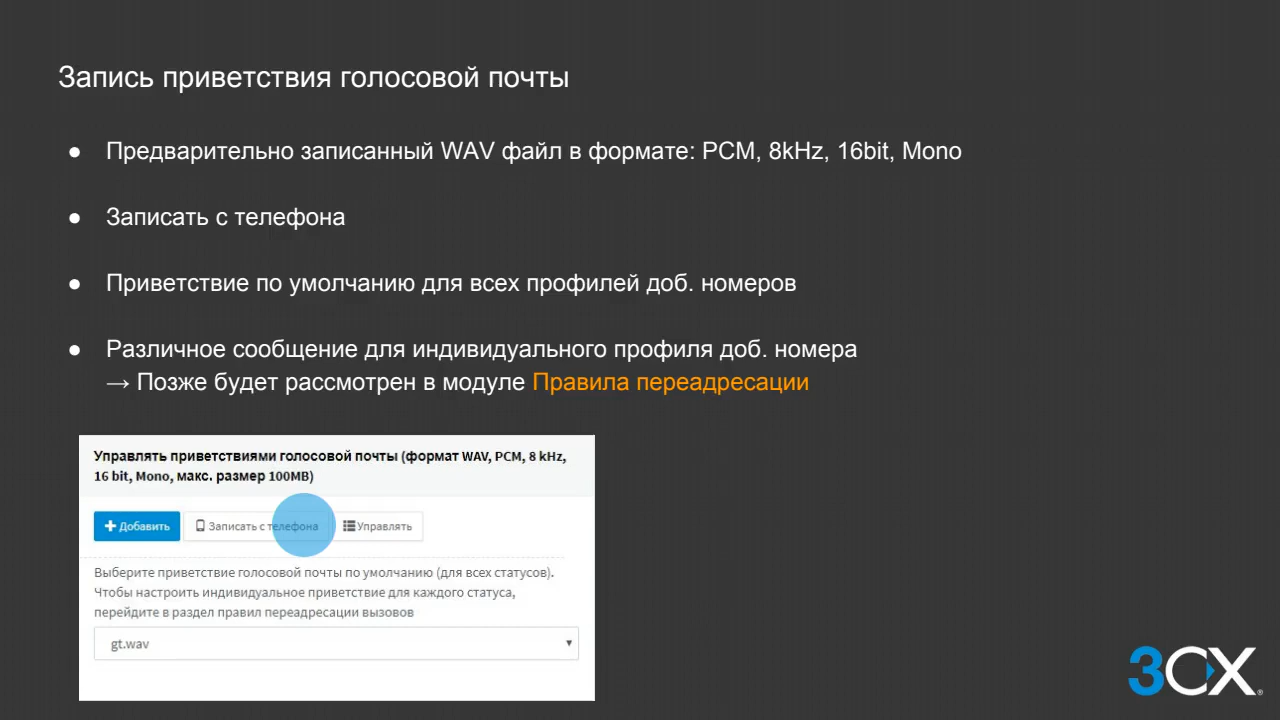 Запись приветствия голосовой почты
● Предварительно записанный WAV файл в формате: PCM, 8kHz, 16bit, Mono
● Записать с телефона
● Приветствие по умолчанию для всех профилей доб. номеров
● Различное сообщение для индивидуального профиля доб. номера
→ Позже будет рассмотрен в модуле Правила переадресации
Управлять приветствиями голосовой почты (формат WAV, PCM, 8 kHz,
16 bit, Mono, макс. размер 100MB)
Добавить Записать с телефона Управлять
Выберите приветствие голосовой почты по умолчанию (для всех статусов).
Чтобы настроить индивидуальное приветствие для каждого статуса,
перейдите в раздел правил переадресации вызовов
gt.wav
3CX®